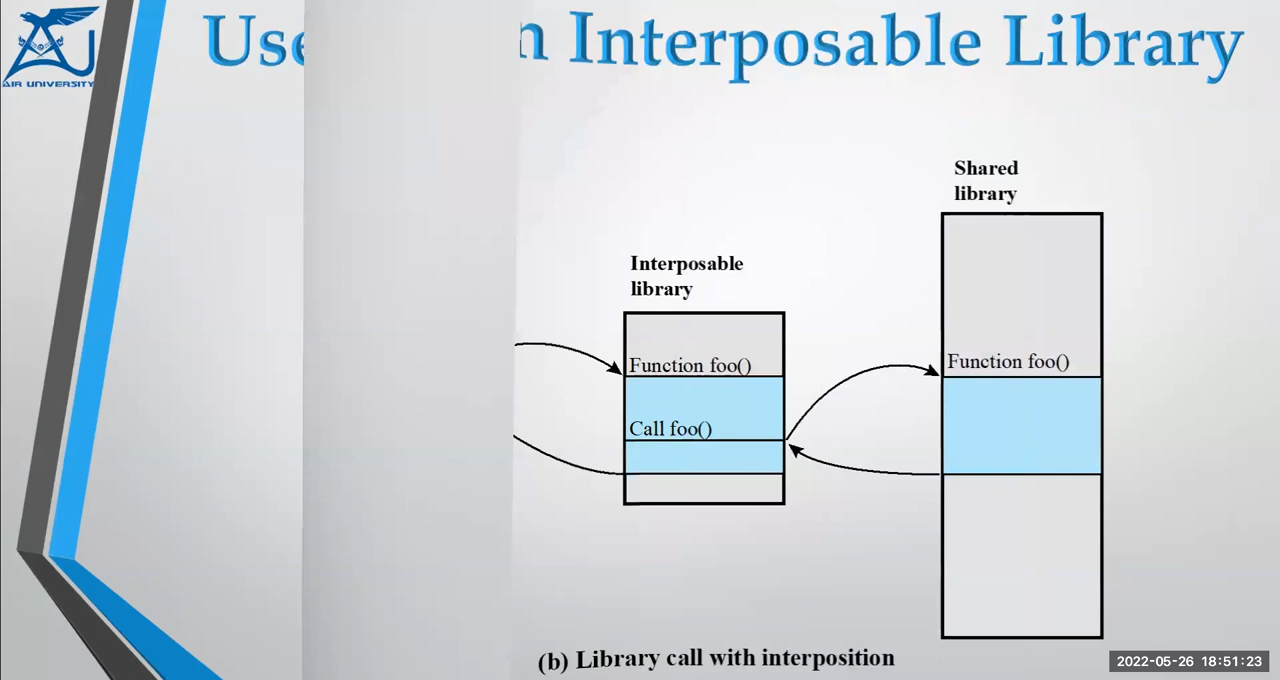 AIR UNIVERSITY
Interposable Library
Shared
library
Interposable
library
Function foo()
Function foo()
Call foo()
(b) Library call with interposition
2022-05-26 18:51:23